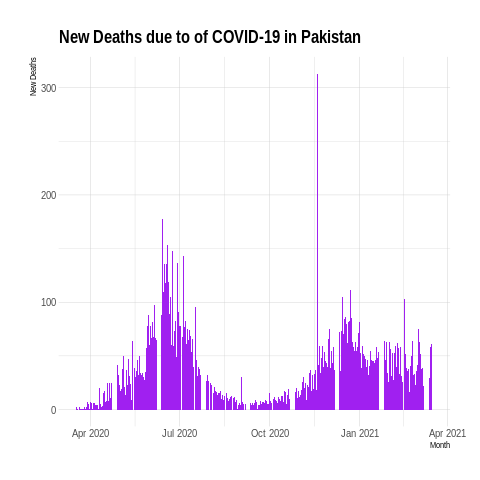 New Deaths due to of COVID-19 in Pakistan
New Deaths
300
200
100
0
Apr 2020
Jul 2020
Oct 2020
Jan 2021
Apr 2021
Month